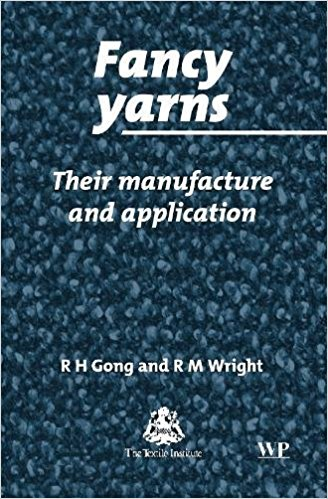 Fancy
yarns
Their manufacture
and application
R H Gong and R M Wright
The Textile Institute
WP